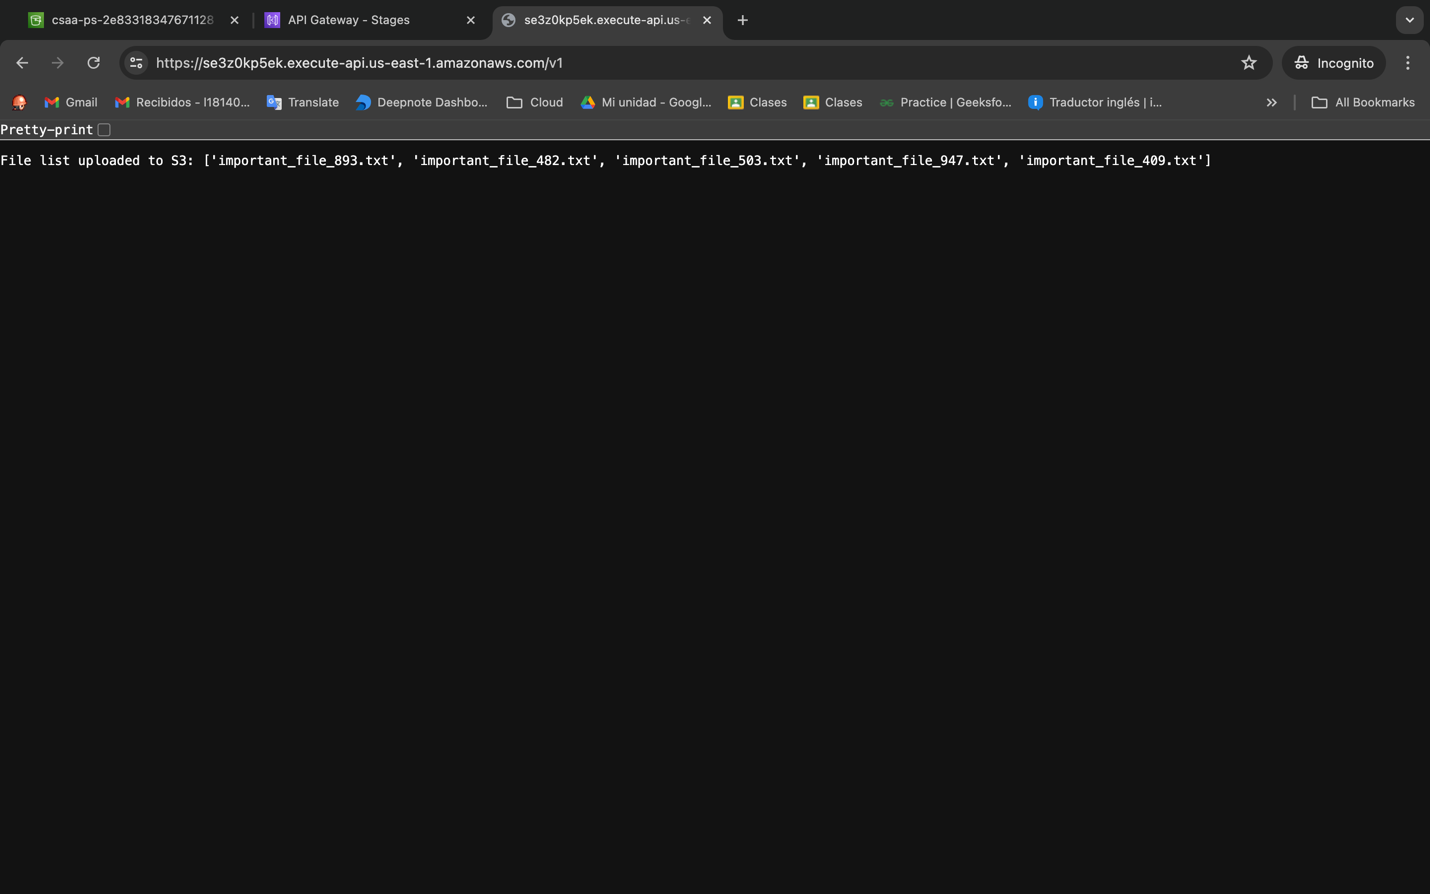 csaa-ps-2e83318347671128
API Gateway - Stages
se3z0kp5ek.execute-api.us-e
https://se3z0kp5ek.execute-api.us-east-1.amazonaws.com/v1
Incognito
Gmail
Recibidos - l18140...
Translate
Deepnote Dashbo...
Cloud
Mi unidad - Googl...
Clases
Clases
Practice | Geeksfo...
Traductor inglés | i...
All Bookmarks
Pretty-print
File list uploaded to S3: ['important_file_893.txt', 'important_file_482.txt', 'important_file_503.txt', 'important_file_947.txt', 'important_file_409.txt']